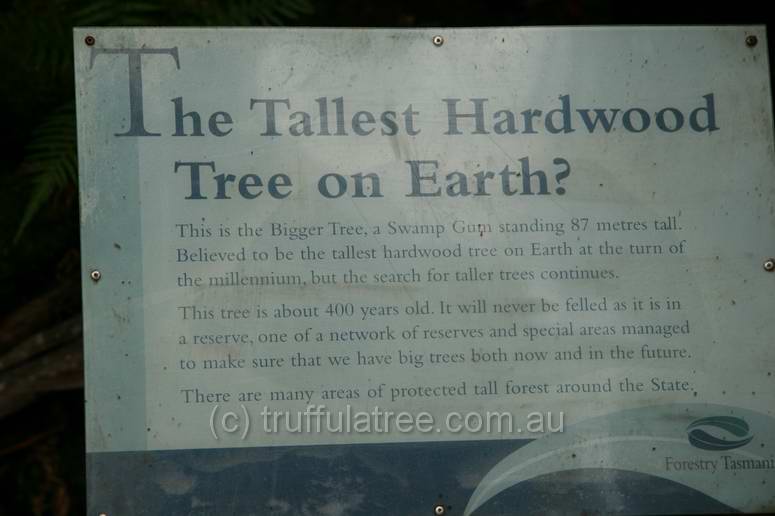 The Tallest Hardwood
Tree on Earth?
This is the Bigger Tree, a Swamp Gum standing 87 metres tall.
Believed to be the tallest hardwood tree on Earth at the turn of
the millennium, but the search for taller trees continues.
This tree is about 400 years old. It will never be felled as it is in
a reserve, one of a network of reserves and special areas managed
to make sure that we have big trees both now and in the future.
There are many areas of protected tall forest around the State.
(c) truffulatree.com.au
Forestry Tasmani